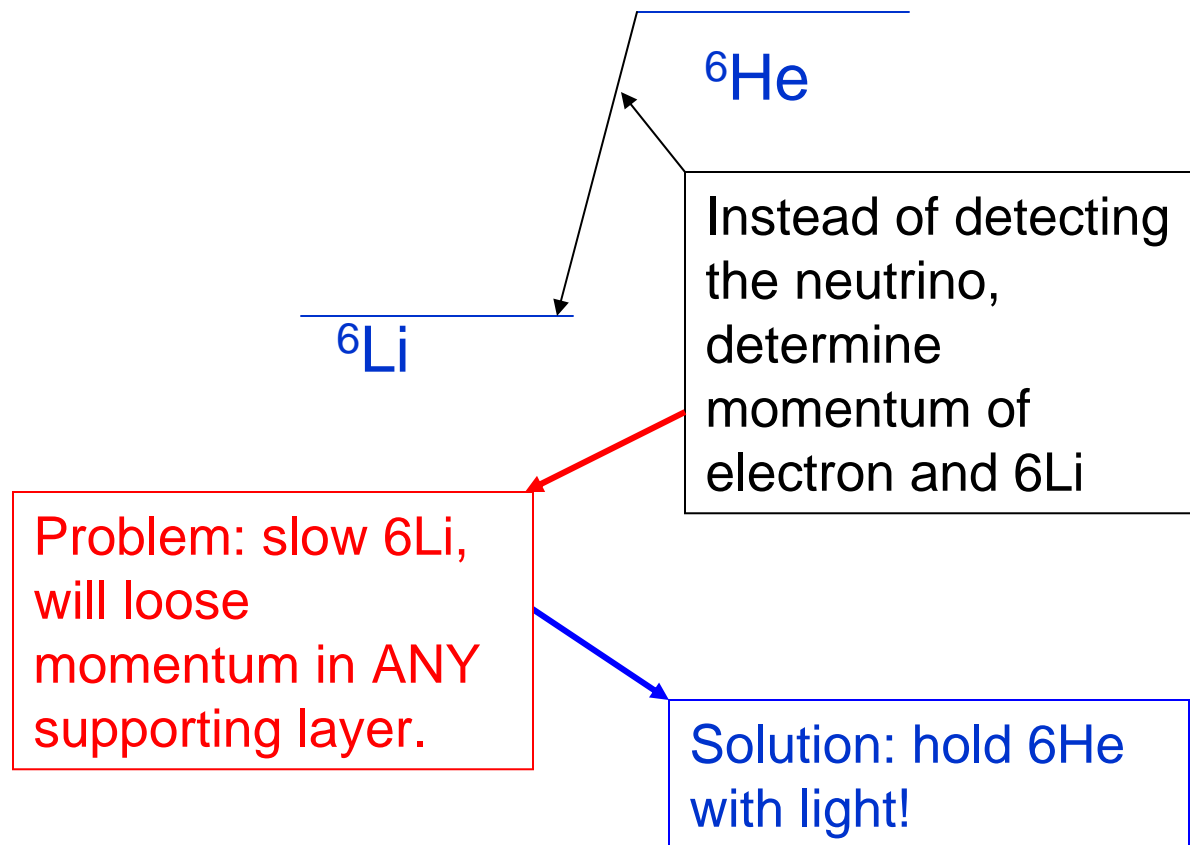 ⁶He
Instead of detecting
the neutrino,
determine
momentum of
electron and 6Li
⁶Li
Problem: slow 6Li,
will loose
momentum in ANY
supporting layer.
Solution: hold 6He
with light!